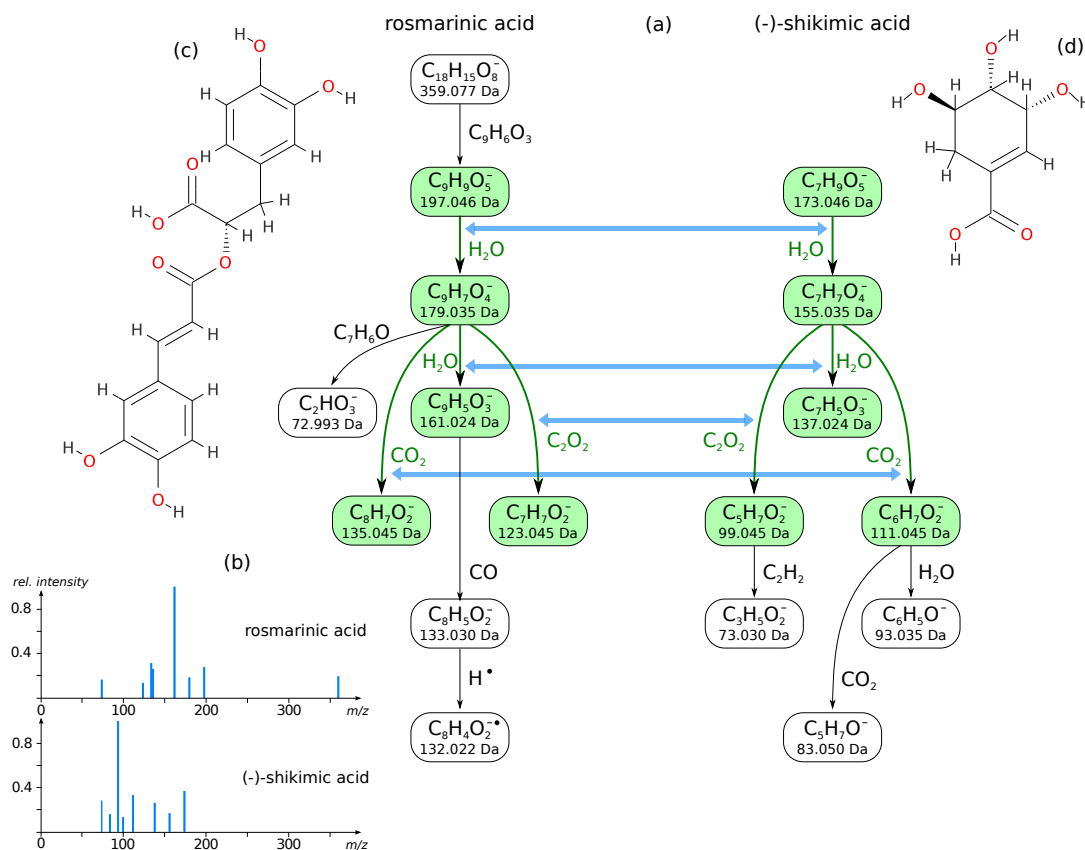 rosmarinic acid
(a)
(-)-shikimic acid
(c)
(d)
C₁₈H₁₅O₈⁻
359.077 Da
C₉H₆O₃
C₉H₉O₅⁻
197.046 Da
H₂O
C₉H₇O₄⁻
179.035 Da
C₇H₆O
H₂O
C₂HO₃⁻
72.993 Da
C₉H₅O₃⁻
161.024 Da
CO₂
C₂O₂
C₈H₇O₂⁻
135.045 Da
C₇H₇O₂⁻
123.045 Da
CO
C₈H₅O₂⁻
133.030 Da
H•
C₈H₄O₂⁻•
132.022 Da
C₇H₉O₅⁻
173.046 Da
H₂O
C₇H₇O₄⁻
155.035 Da
H₂O
C₇H₅O₃⁻
137.024 Da
C₂O₂
CO₂
C₅H₇O₂⁻
99.045 Da
C₆H₇O₂⁻
111.045 Da
C₂H₂
H₂O
C₃H₅O₂⁻
73.030 Da
C₆H₅O⁻
93.035 Da
CO₂
C₅H₇O⁻
83.050 Da
H
O
H
O
H
H
H
H
O
H
O
H
H
H
O
O
H
H
H
H
H
H
O
O
H
H
H
O
H
O
H
H
O
H
H
O
H
H
H
H
O
O
H
(b)
rel. intensity
0.8
0.4
rosmarinic acid
0
100
200
300
m/z
0.8
0.4
(-)-shikimic acid
0
100
200
300
m/z